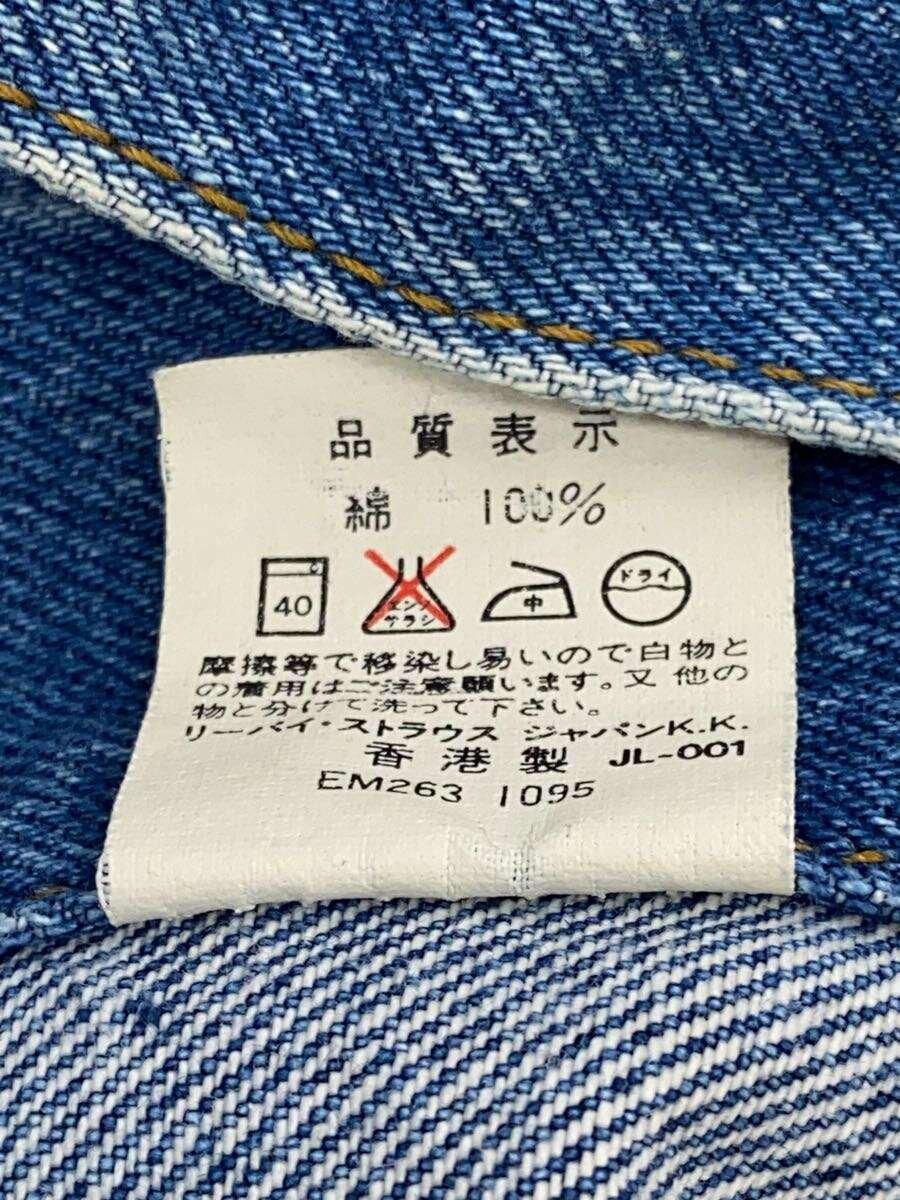 品質表示
綿 100%
40 エンソ サラシ 中 ドライ
摩擦等で移染し易いので白物と
の着用はご注意願います。又他の
物と分けて洗って下さい。
リーバイ・ストラウス ジャパンK.K.
香港製 JL-001
EM263 1095